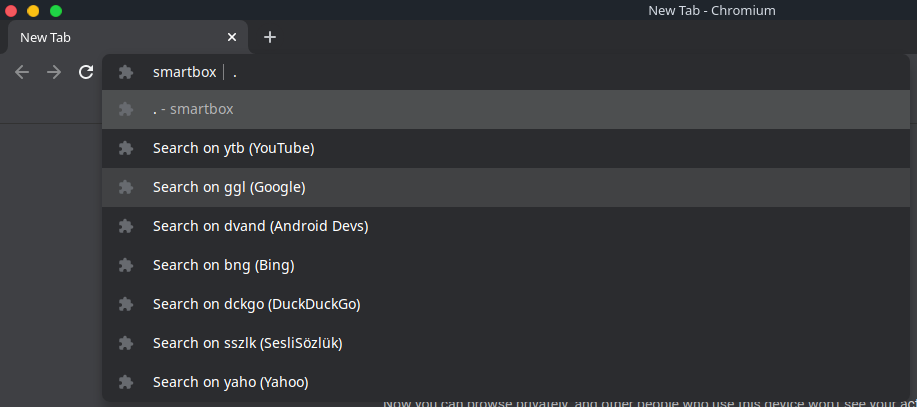 New Tab - Chromium
New Tab
smartbox | .
. - smartbox
Search on ytb (YouTube)
Search on ggl (Google)
Search on dvand (Android Devs)
Search on bng (Bing)
Search on dckgo (DuckDuckGo)
Search on sszlk (SesliSözlük)
Search on yaho (Yahoo)
Now you can browse privately, and other people who use this device won't see your act